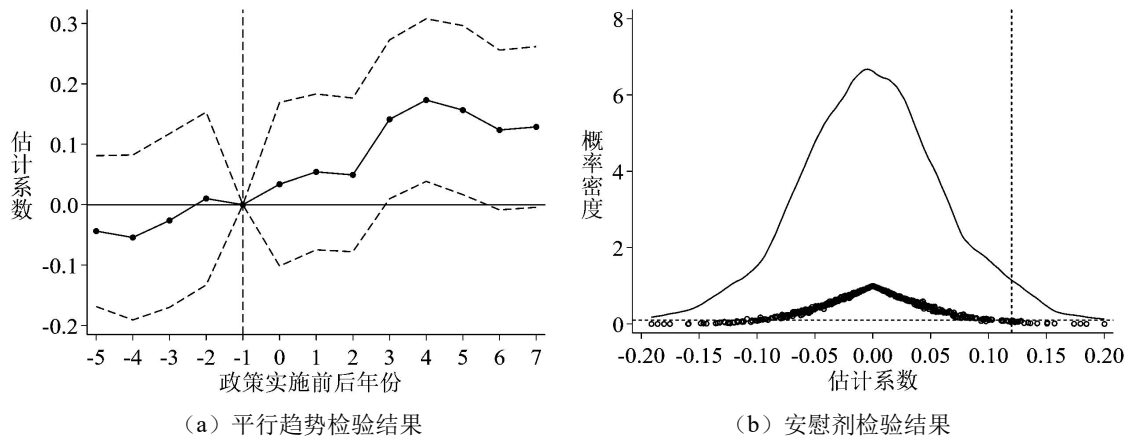 0.3
0.2
0.1
0.0
-0.1
-0.2
估计系数
-5 -4 -3 -2 -1 0 1 2 3 4 5 6 7
政策实施前后年份
（a）平行趋势检验结果
8
6
4
2
0
概率密度
-0.20 -0.15 -0.10 -0.05 0.00 0.05 0.10 0.15 0.20
估计系数
（b）安慰剂检验结果